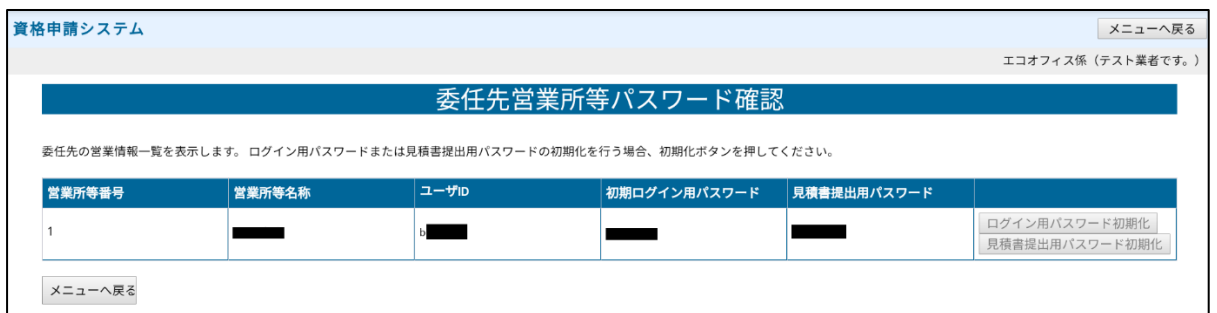 資格申請システム
メニューへ戻る
エコオフィス係（テスト業者です。）
委任先営業所等パスワード確認
委任先の営業情報一覧を表示します。 ログイン用パスワードまたは見積書提出用パスワードの初期化を行う場合、初期化ボタンを押してください。
営業所等番号 営業所等名称 ユーザID 初期ログイン用パスワード 見積書提出用パスワード
1 b ログイン用パスワード初期化
見積書提出用パスワード初期化
メニューへ戻る